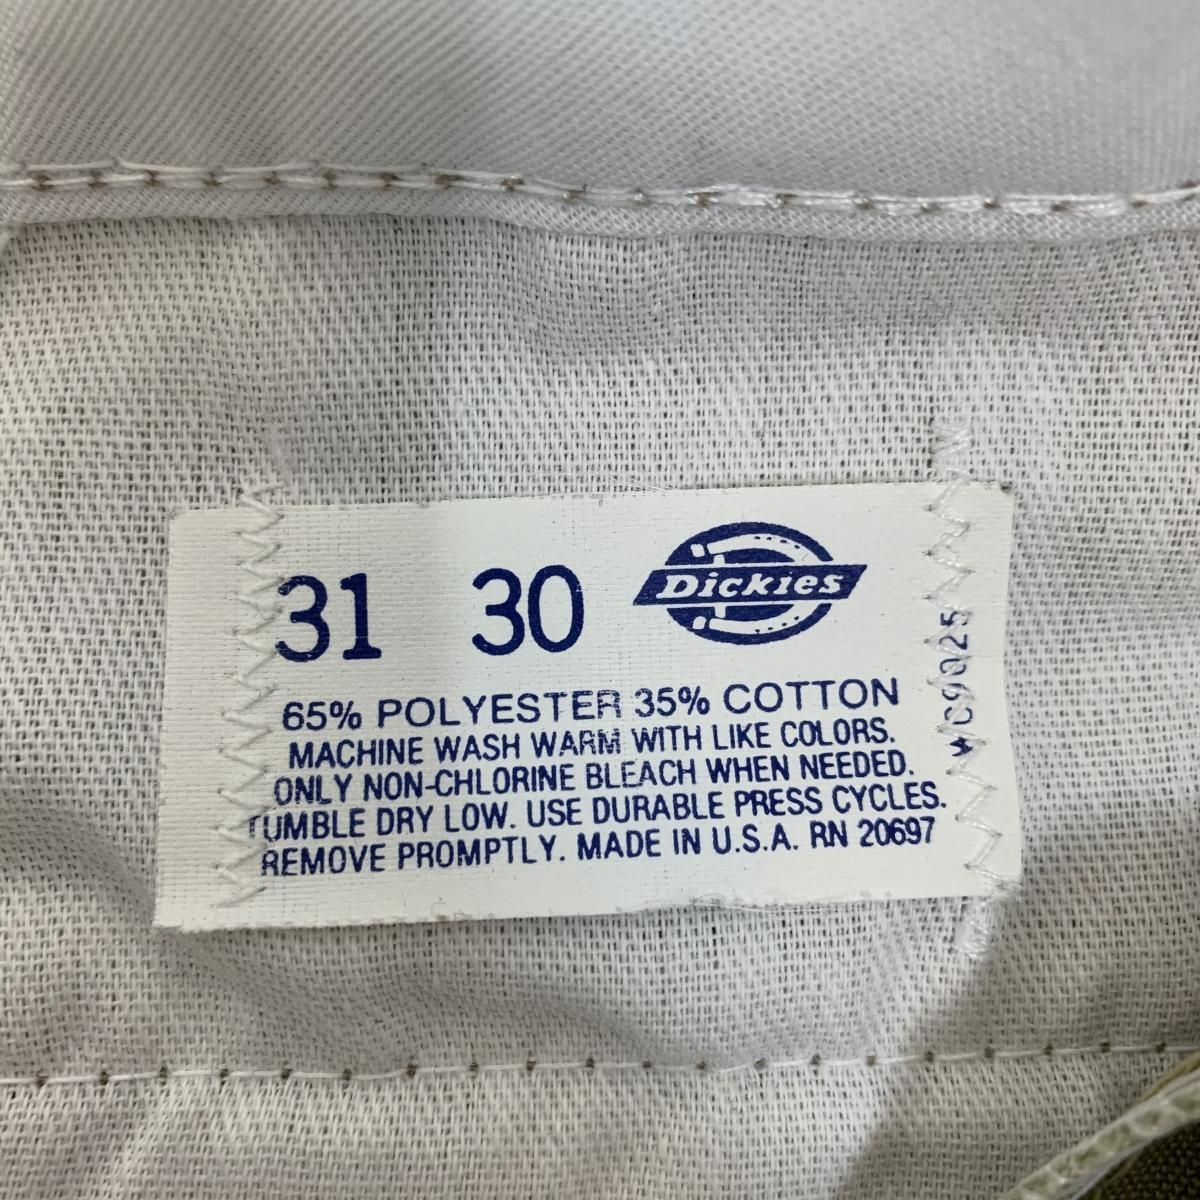 31 30 Dickies
65% POLYESTER 35% COTTON
MACHINE WASH WARM WITH LIKE COLORS.
ONLY NON-CHLORINE BLEACH WHEN NEEDED.
TUMBLE DRY LOW. USE DURABLE PRESS CYCLES.
REMOVE PROMPTLY. MADE IN U.S.A. RN 20697